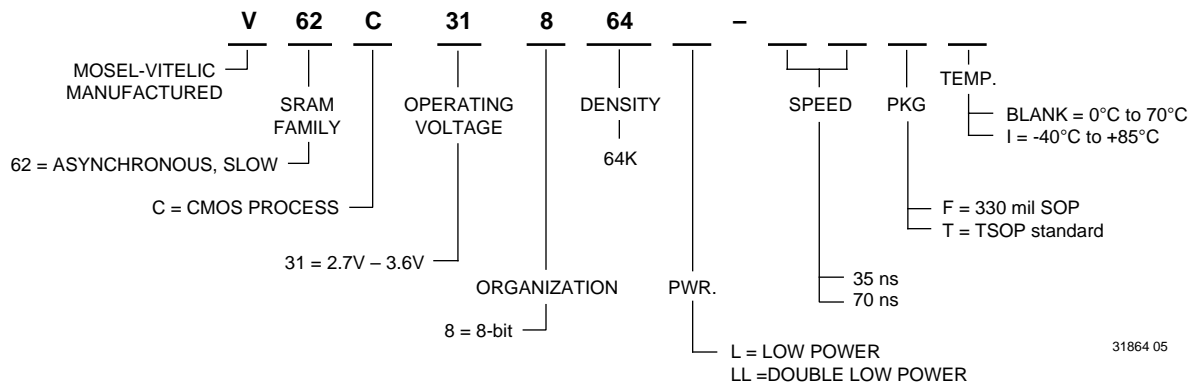 V 62 C 31 8 64 –
MOSEL-VITELIC
MANUFACTURED
SRAM
FAMILY
OPERATING
VOLTAGE
DENSITY
64K
SPEED
PKG
TEMP.
BLANK = 0°C to 70°C
I = -40°C to +85°C
62 = ASYNCHRONOUS, SLOW
C = CMOS PROCESS
F = 330 mil SOP
T = TSOP standard
31 = 2.7V – 3.6V
ORGANIZATION
PWR.
35 ns
70 ns
8 = 8-bit
L = LOW POWER
LL =DOUBLE LOW POWER
31864 05